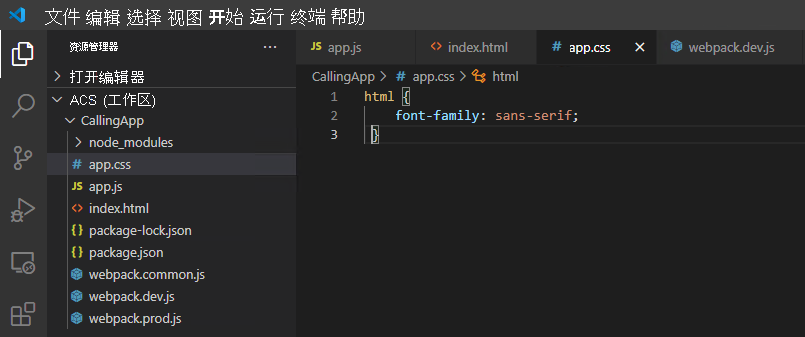 文件 编辑 选择 视图 开始 运行 终端 帮助
资源管理器 ···
打开编辑器
ACS (工作区)
CallingApp
node_modules
# app.css
JS app.js
<> index.html
{} package-lock.json
{} package.json
webpack.common.js
webpack.dev.js
webpack.prod.js
JS app.js <> index.html # app.css × webpack.dev.js
CallingApp > # app.css > html
1 html {
2 font-family: sans-serif;
3 }